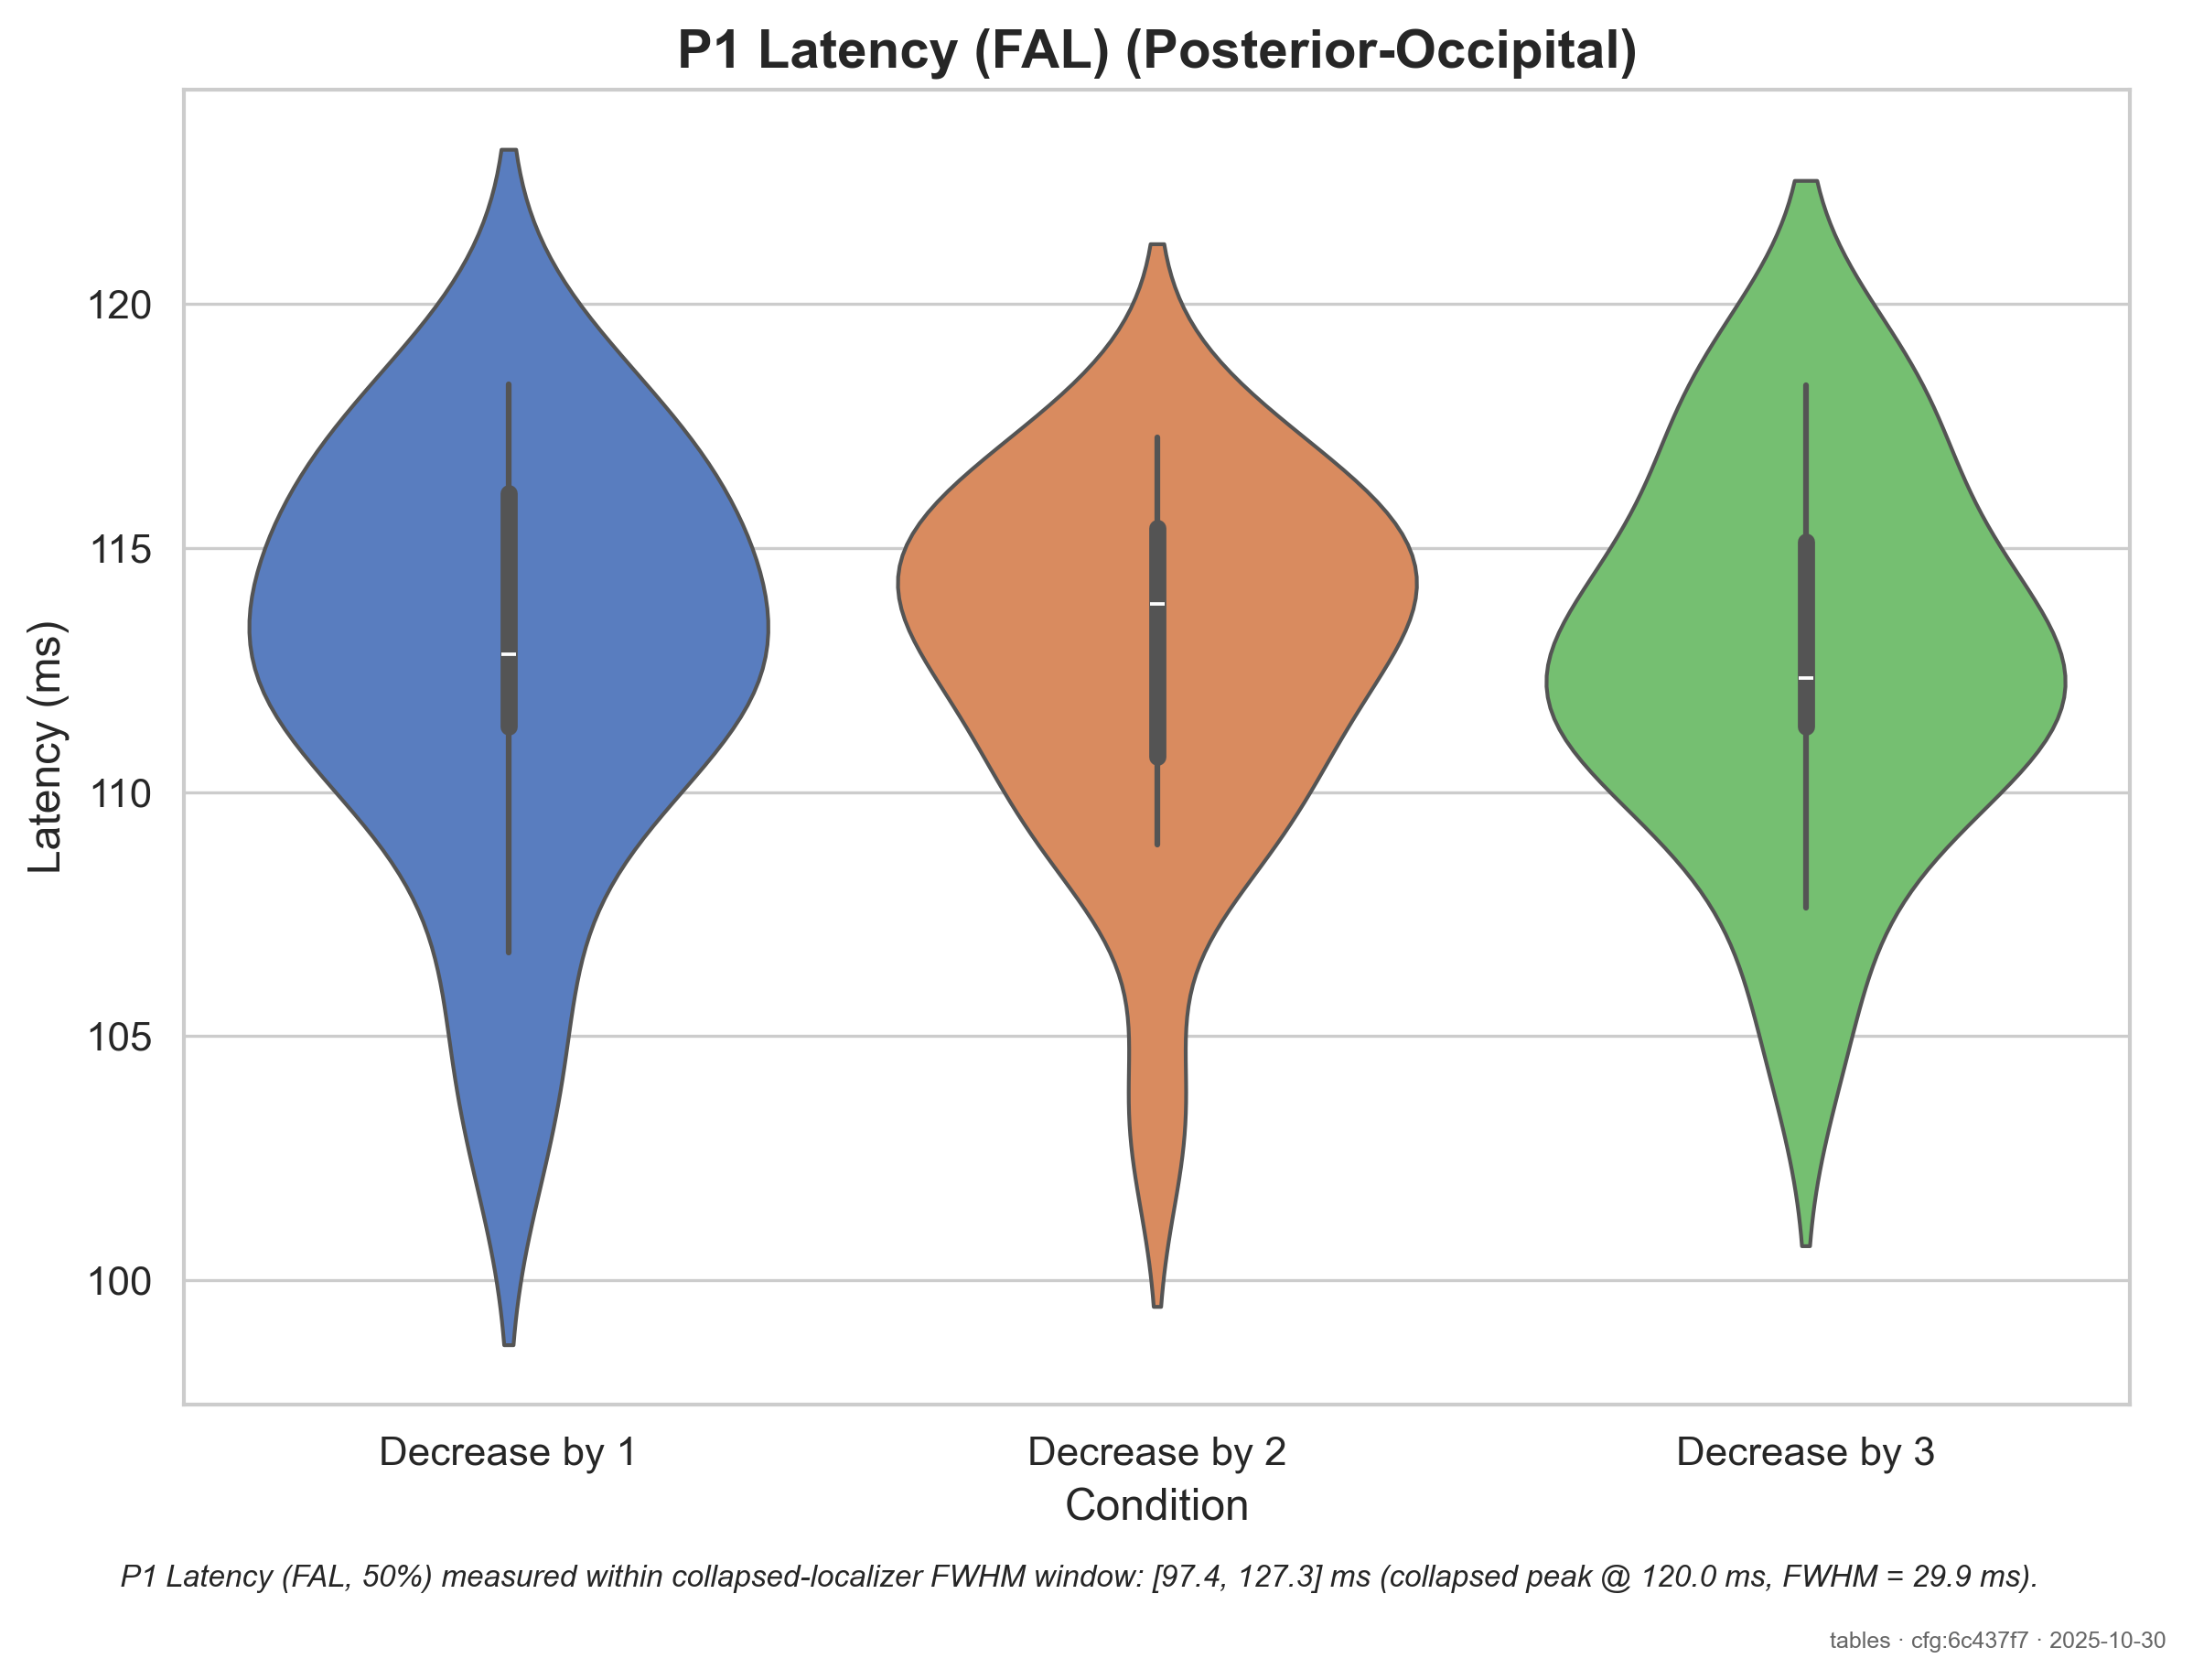 P1 Latency (FAL) (Posterior-Occipital)
Latency (ms)
120
115
110
105
100
Decrease by 1
Decrease by 2
Decrease by 3
Condition
P1 Latency (FAL, 50%) measured within collapsed-localizer FWHM window: [97.4, 127.3] ms (collapsed peak @ 120.0 ms, FWHM = 29.9 ms).
tables · cfg:6c437f7 · 2025-10-30